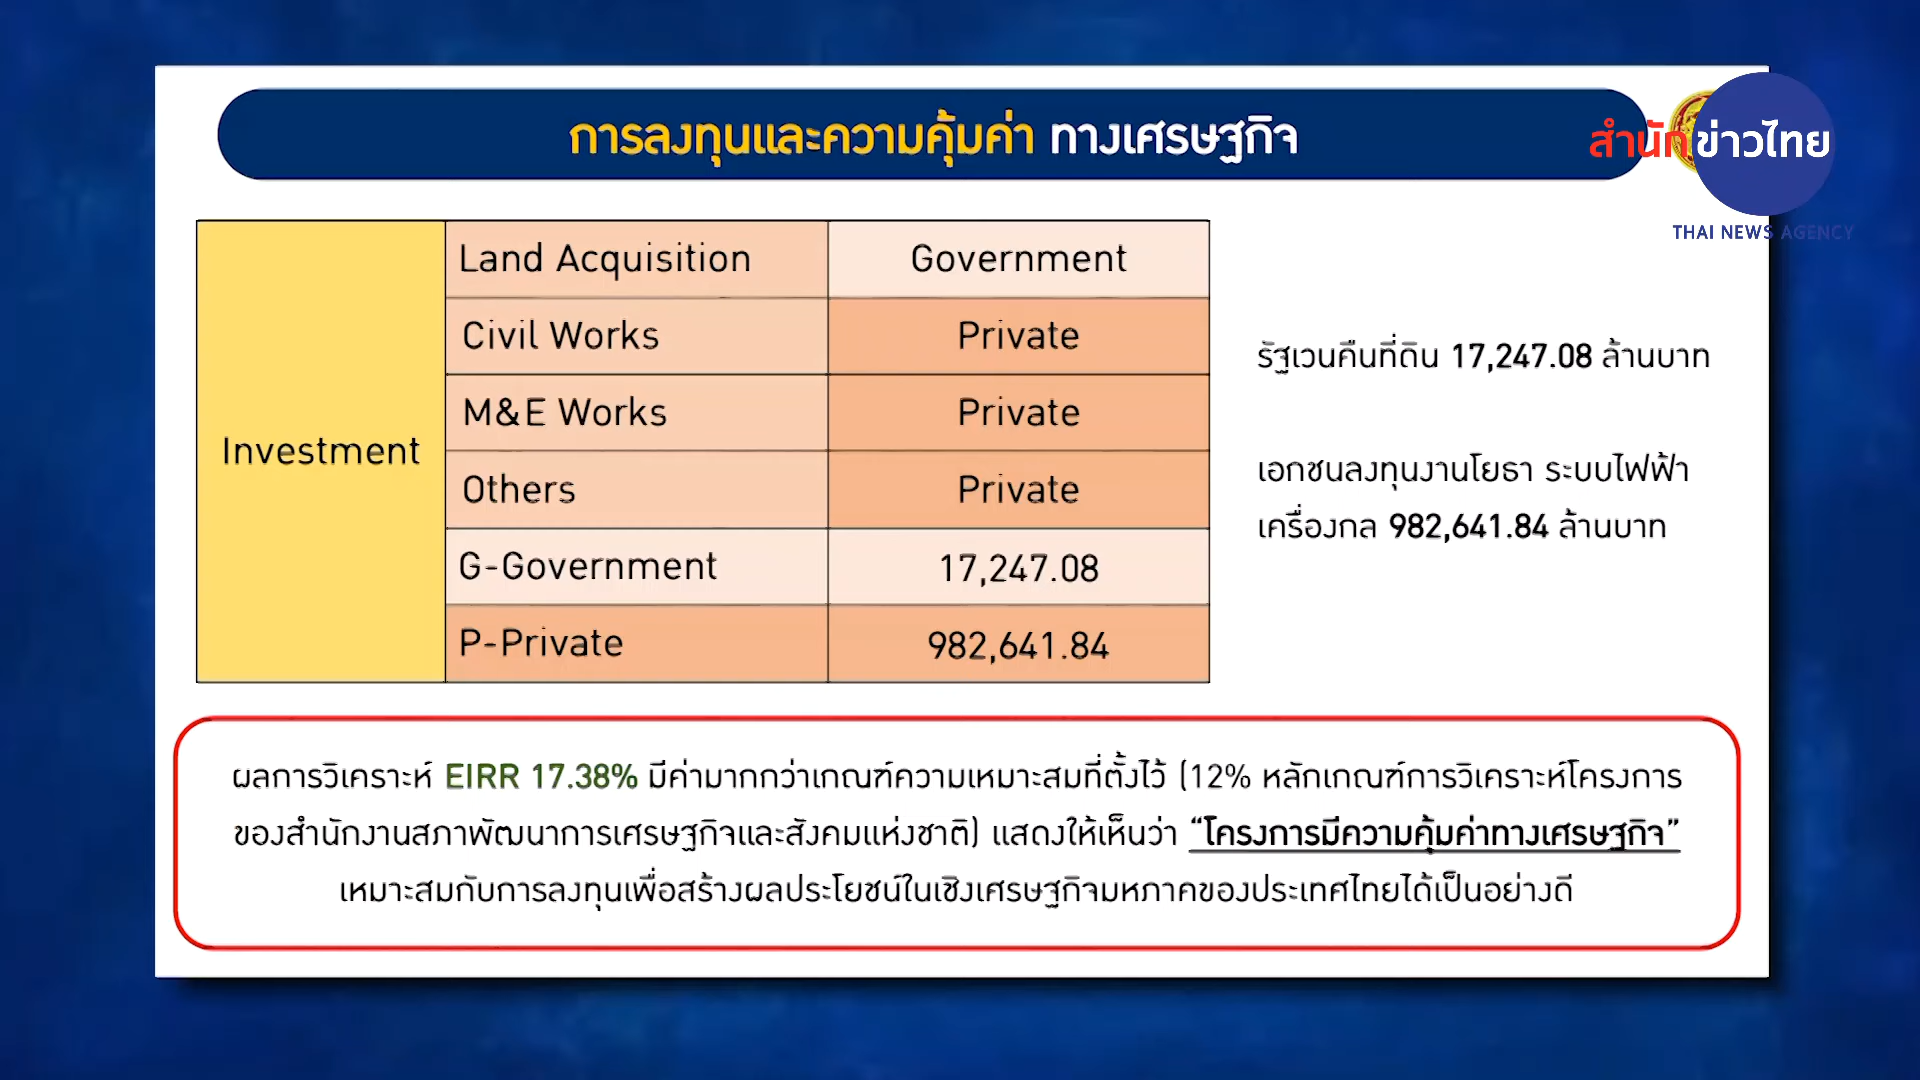 การลงทุนและความคุ้มค่า ทางเศรษฐกิจ
สำนักข่าวไทย
THAI NEWS AGENCY
Investment
Land Acquisition Government
Civil Works Private
M&E Works Private
Others Private
G-Government 17,247.08
P-Private 982,641.84
รัฐเวนคืนที่ดิน 17,247.08 ล้านบาท
เอกชนลงทุนงานโยธา ระบบไฟฟ้า
เครื่องกล 982,641.84 ล้านบาท
ผลการวิเคราะห์ EIRR 17.38% มีค่ามากกว่าเกณฑ์ความเหมาะสมที่ตั้งไว้ (12% หลักเกณฑ์การวิเคราะห์โครงการ
ของสำนักงานสภาพัฒนาการเศรษฐกิจและสังคมแห่งชาติ) แสดงให้เห็นว่า “โครงการมีความคุ้มค่าทางเศรษฐกิจ”
เหมาะสมกับการลงทุนเพื่อสร้างผลประโยชน์ในเชิงเศรษฐกิจมหภาคของประเทศไทยได้เป็นอย่างดี